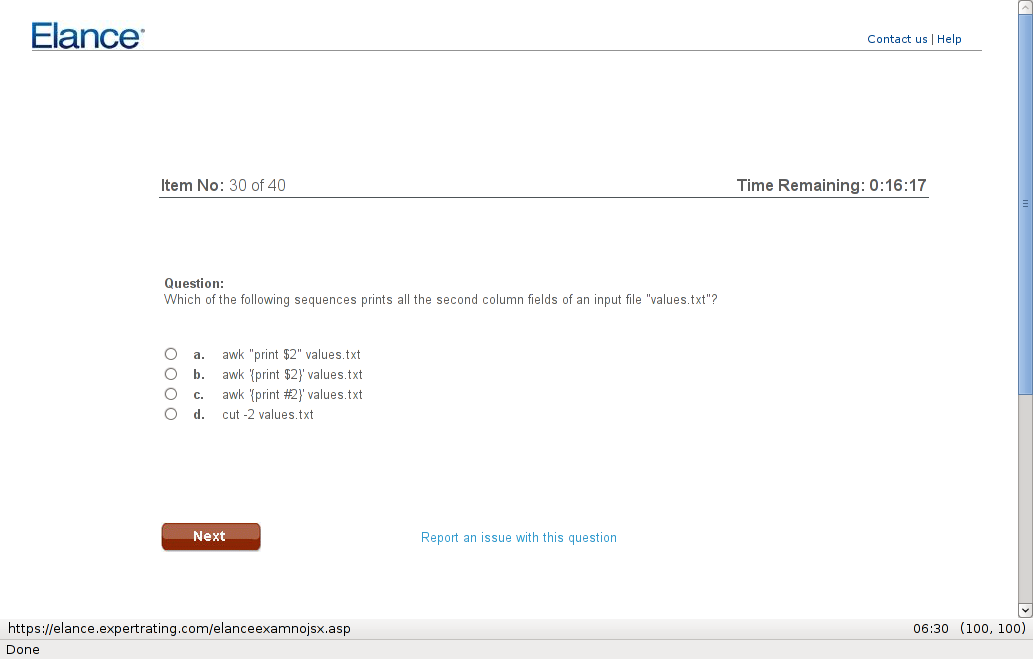 Elance®
Contact us | Help
Item No: 30 of 40 Time Remaining: 0:16:17
Question:
Which of the following sequences prints all the second column fields of an input file "values.txt"?
a. awk "print $2" values.txt
b. awk '{print $2}' values.txt
c. awk '{print #2}' values.txt
d. cut -2 values.txt
Next Report an issue with this question
https://elance.expertrating.com/elanceexamnojsx.asp 06:30 (100, 100)
Done